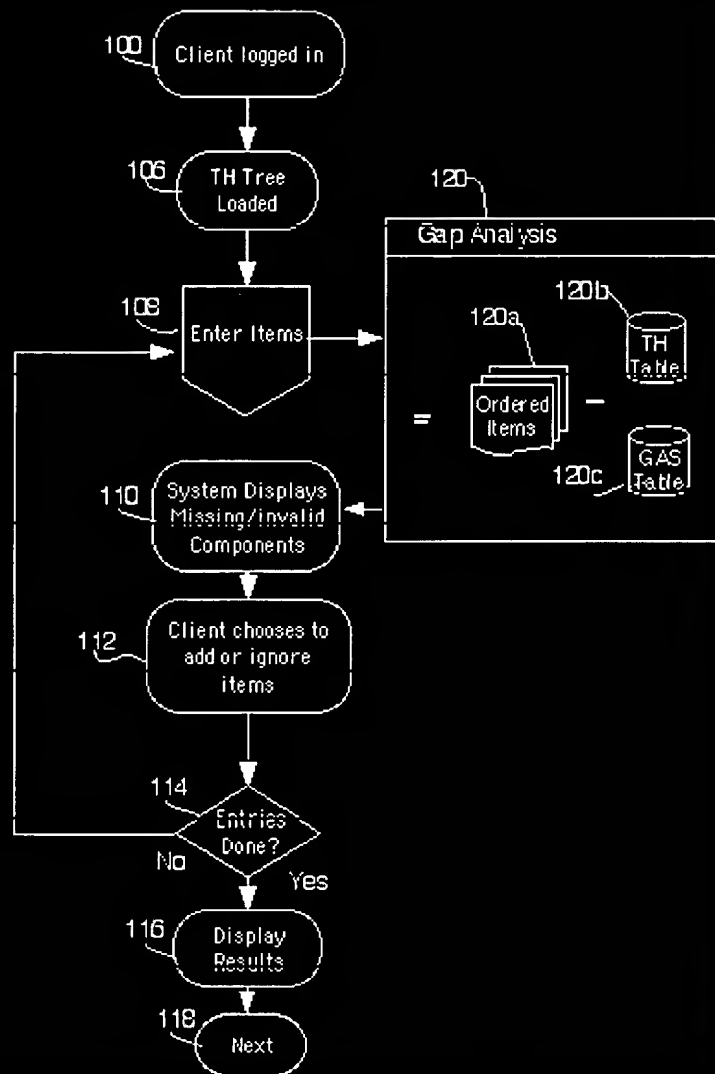 100
Client logged in
106
TH Tree
Loaded
120
Gap Analysis
108
Enter Items
120a
120b
TH
Table
=
Ordered
Items
–
GAS
Table
120c
110
System Displays
Missing/invalid
Components
112
Client chooses to
add or ignore
items
114
Entries
Done?
No
Yes
116
Display
Results
118
Next